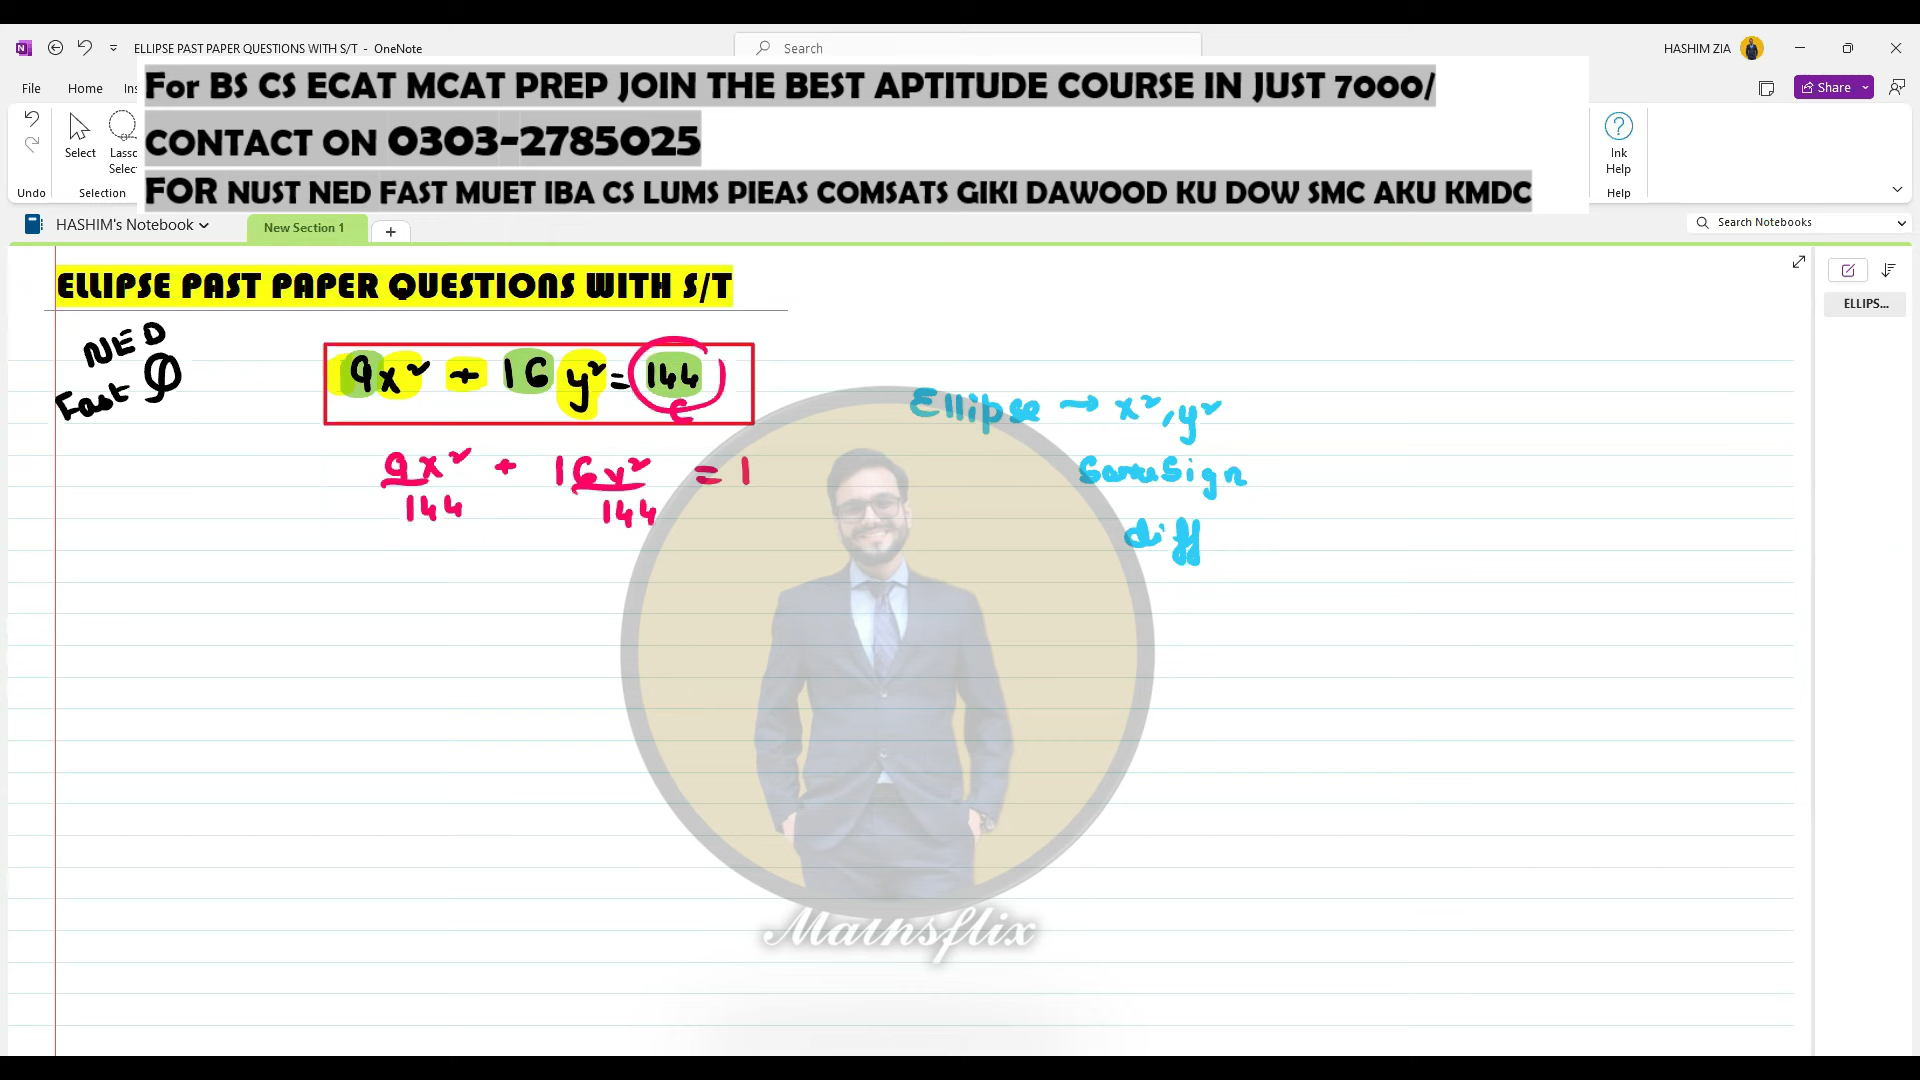 ELLIPSE PAST PAPER QUESTIONS WITH S/T - OneNote
Search
HASHIM ZIA
File Home Ins
Share
For BS CS ECAT MCAT PREP JOIN THE BEST APTITUDE COURSE IN JUST 7000/
CONTACT ON 0303-2785025
FOR NUST NED FAST MUET IBA CS LUMS PIEAS COMSATS GIKI DAWOOD KU DOW SMC AKU KMDC
Select
Lasso
Select
Undo
Selection
Ink
Help
Help
HASHIM's Notebook
New Section 1
+
Search Notebooks
ELLIPSE PAST PAPER QUESTIONS WITH S/T
ELLIPS...
NED
Fast
9x² + 16y² = 144
Ellipse → x², y²
9x²/144 + 16y²/144 = 1
Same Sign
diff
Mathsflix